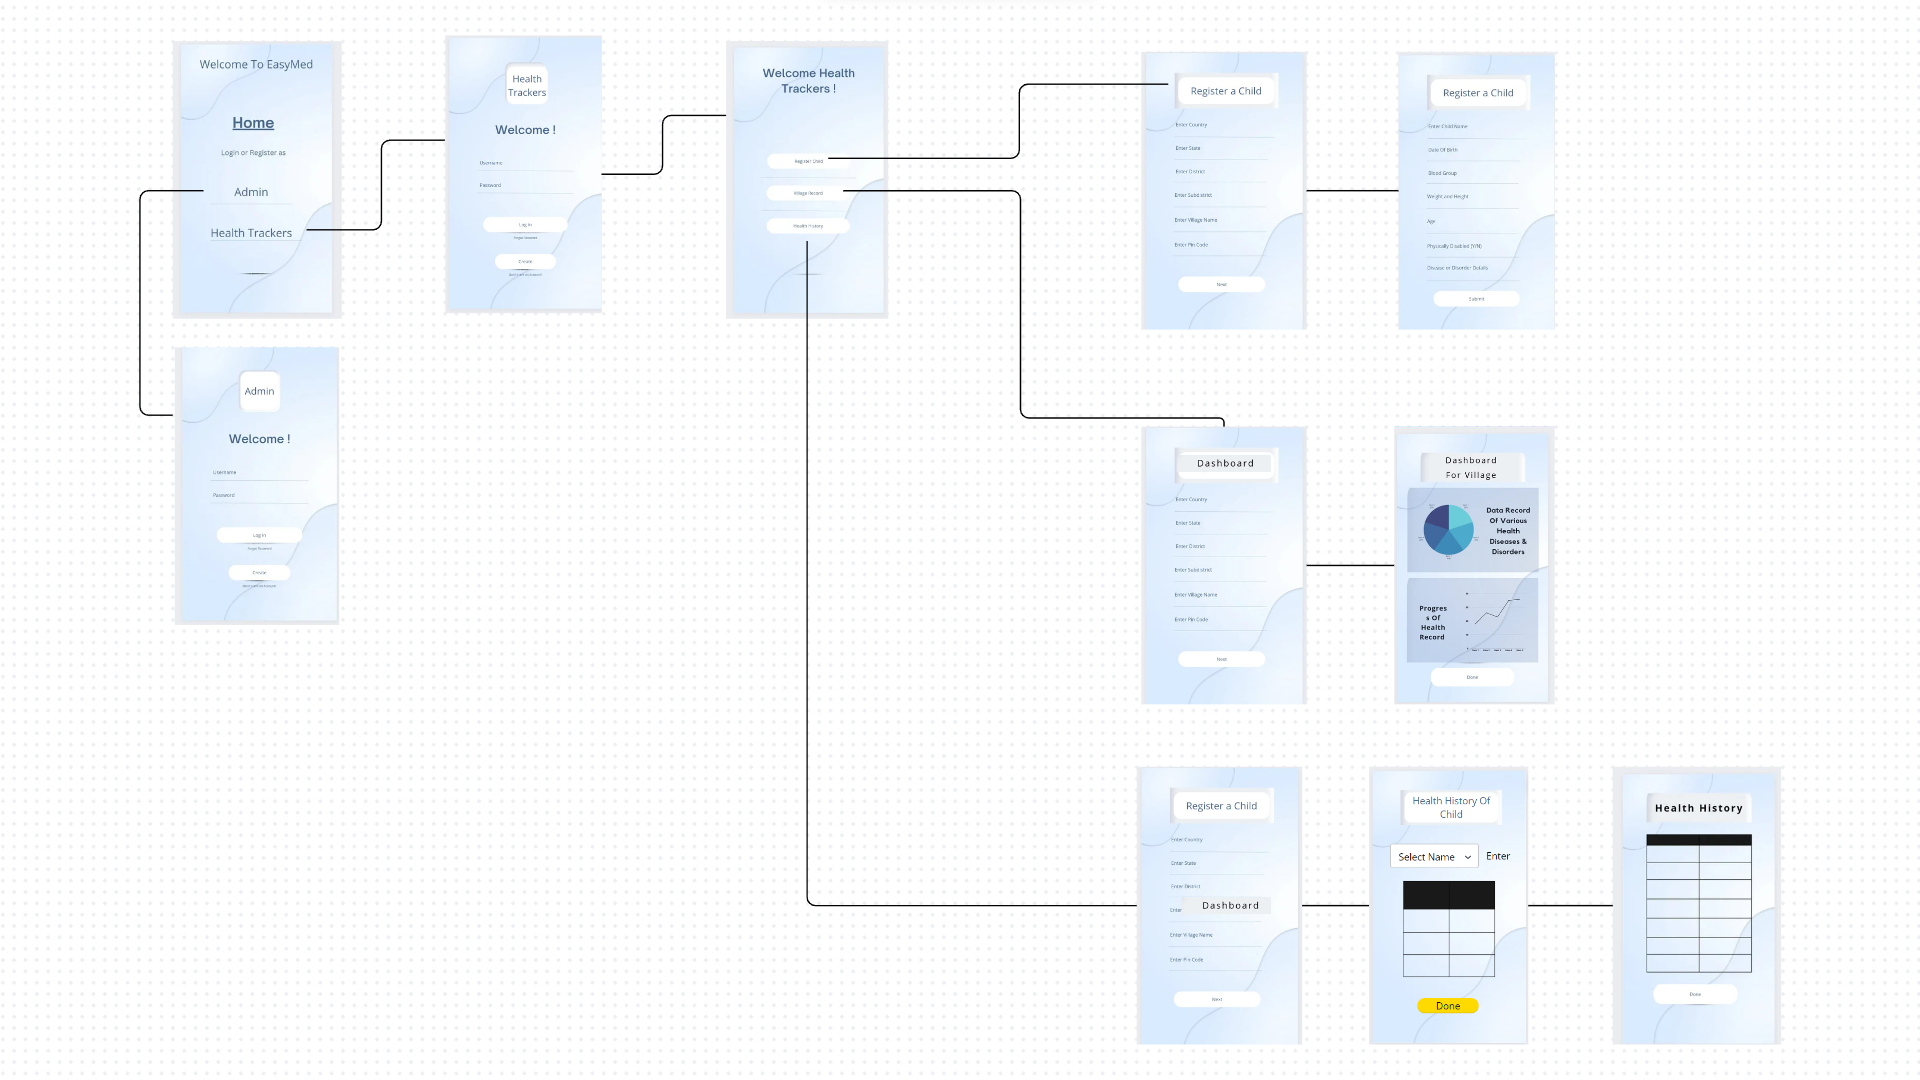 Welcome To EasyMed
Home
Login or Register as
Admin
Health Trackers
Health
Trackers
Welcome !
Username
Password
Log In
Forgot Password
Create
Welcome Health
Trackers !
Register Child
Village Record
Health History
Register a Child
Enter Country
Enter State
Enter District
Enter Subdistrict
Enter Village Name
Enter Pin Code
Next
Register a Child
Enter Child Name
Date Of Birth
Blood Group
Weight and Height
Age
Physically Disabled (Y/N)
Disease or Disorder Details
Submit
Admin
Welcome !
Username
Password
Log In
Forgot Password
Create
Dashboard
Enter Country
Enter State
Enter District
Enter Subdistrict
Enter Village Name
Enter Pin Code
Next
Dashboard
For Village
Data Record
Of Various
Health
Diseases &
Disorders
Progres
s Of
Health
Record
Done
Register a Child
Enter Country
Enter State
Enter District
Enter
Dashboard
Enter Village Name
Enter Pin Code
Next
Health History Of
Child
Select Name
Enter
Done
Health History
Done